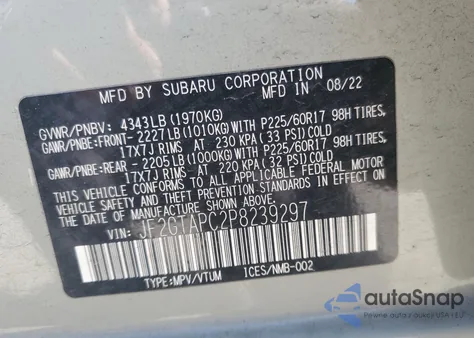 MFD BY SUBARU CORPORATION
MFD IN 08/22
GVWR/PNBV: 4343LB(1970KG)
GAWR/PNBE:FRONT-2227LB(1010KG)WITH P225/60R17 98H TIRES,
17X7J RIMS AT 230 KPA(33 PSI)COLD
GAWR/PNBE:REAR -2205LB(1000KG)WITH P225/60R17 98H TIRES,
17X7J RIMS AT 220 KPA(32 PSI)COLD
THIS VEHICLE CONFORMS TO ALL APPLICABLE FEDERAL MOTOR
VEHICLE SAFETY, BUMPER, AND THEFT PREVENTION STANDARDS
IN EFFECT ON THE DATE OF MANUFACTURE SHOWN ABOVE.
VIN: JF2GTAPC2P8239297
TYPE:MPV/VTUM ICES/NMB-002
autoSnap
Рейтинг